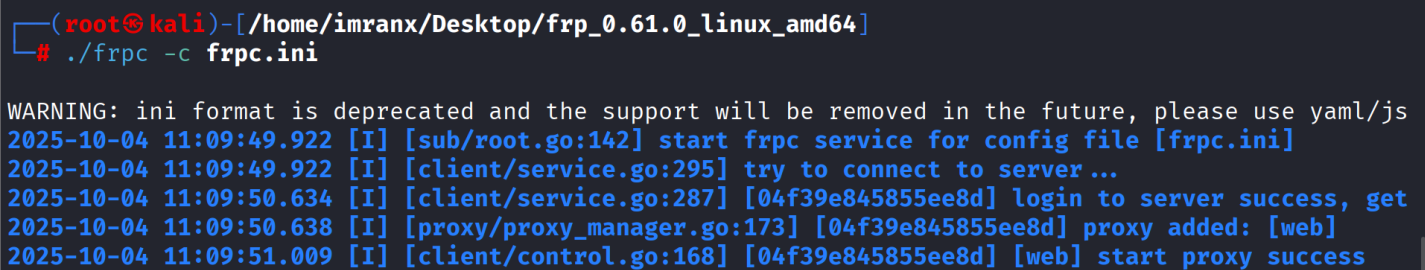 ┌──(root㉿kali)-[/home/imranx/Desktop/frp_0.61.0_linux_amd64]
└─# ./frpc -c frpc.ini
WARNING: ini format is deprecated and the support will be removed in the future, please use yaml/js
2025-10-04 11:09:49.922 [I] [sub/root.go:142] start frpc service for config file [frpc.ini]
2025-10-04 11:09:49.922 [I] [client/service.go:295] try to connect to server...
2025-10-04 11:09:50.634 [I] [client/service.go:287] [04f39e845855ee8d] login to server success, get
2025-10-04 11:09:50.638 [I] [proxy/proxy_manager.go:173] [04f39e845855ee8d] proxy added: [web]
2025-10-04 11:09:51.009 [I] [client/control.go:168] [04f39e845855ee8d] [web] start proxy success